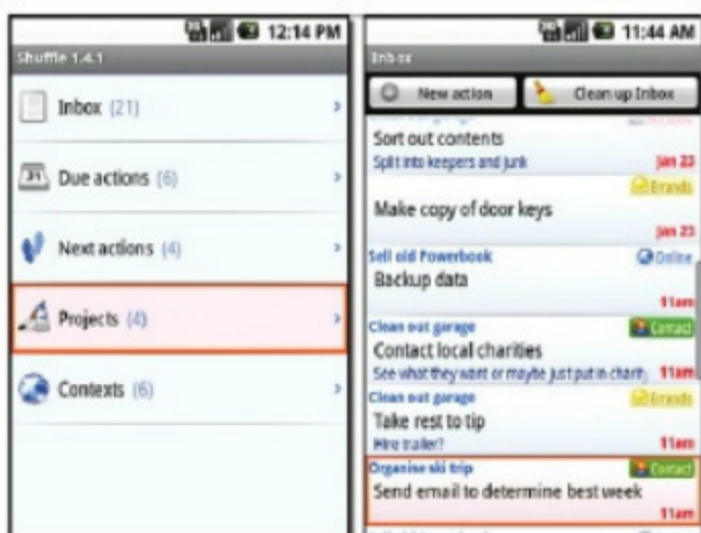 12:14 PM
Shuffle 1.4.1
Inbox (21)
Due actions (6)
Next actions (4)
Projects (4)
Contexts (6)
11:44 AM
Inbox
New action
Clean up Inbox
Sort out contents
Split into keepers and junk
Jan 23
Errands
Make copy of door keys
Jan 23
Sell old Powerbook
Online
Backup data
11am
Clean out garage
Contact
Contact local charities
See what they want or maybe just put in charity
11am
Clean out garage
Errands
Take rest to tip
Hire trailer?
11am
Organise ski trip
Contact
Send email to determine best week
11am